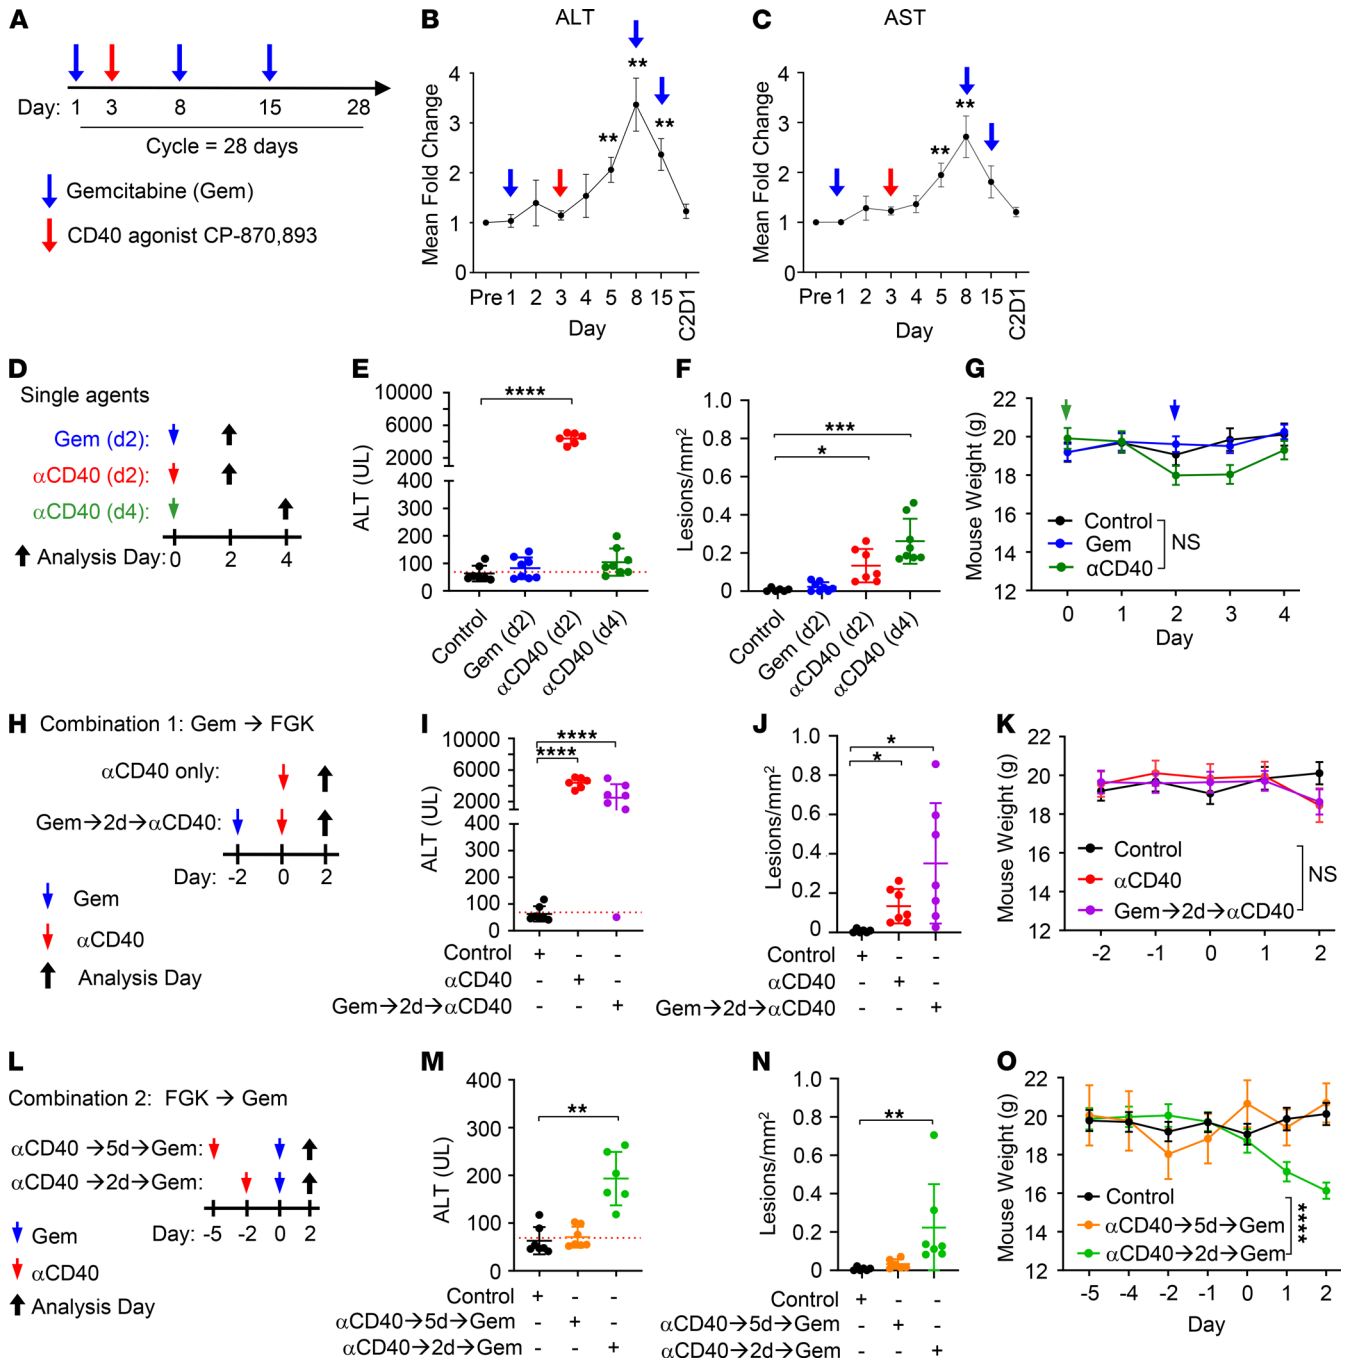 A
Day: 1 3 8 15 28
Cycle = 28 days
Gemcitabine (Gem)
CD40 agonist CP-870,893
B
ALT
Mean Fold Change
4
3
2
1
0
**
**
**
Pre 1 2 3 4 5 8 15 C2D1
Day
C
AST
Mean Fold Change
4
3
2
1
0
**
**
Pre 1 2 3 4 5 8 15 C2D1
Day
D
Single agents
Gem (d2):
αCD40 (d2):
αCD40 (d4):
Analysis Day: 0 2 4
E
ALT (UL)
10000
8000
6000
4000
2000
400
300
200
100
0
****
Control
Gem (d2)
αCD40 (d2)
αCD40 (d4)
F
Lesions/mm²
1.0
0.8
0.6
0.4
0.2
0
***
*
Control
Gem (d2)
αCD40 (d2)
αCD40 (d4)
G
Mouse Weight (g)
22
20
18
16
14
12
Control
Gem
αCD40
NS
0 1 2 3 4
Day
H Combination 1: Gem → FGK
αCD40 only:
Gem→2d→αCD40:
Day: -2 0 2
Gem
αCD40
Analysis Day
I
ALT (UL)
10000
8000
6000
4000
2000
400
300
200
100
0
****
****
Control + - -
αCD40 - + -
Gem→2d→αCD40 - - +
J
Lesions/mm²
1.0
0.8
0.6
0.4
0.2
0
*
*
Control + - -
αCD40 - + -
Gem→2d→αCD40 - - +
K
Mouse Weight (g)
22
20
18
16
14
12
Control
αCD40
Gem→2d→αCD40
NS
-2 -1 0 1 2
L
Combination 2: FGK → Gem
αCD40 →5d→Gem:
αCD40 →2d→Gem:
Day: -5 -2 0 2
Gem
αCD40
Analysis Day
M
ALT (UL)
400
300
200
100
0
**
Control + - -
αCD40→5d→Gem - + -
αCD40→2d→Gem - - +
N
Lesions/mm²
1.0
0.8
0.6
0.4
0.2
0
**
Control + - -
αCD40→5d→Gem - + -
αCD40→2d→Gem - - +
O
Mouse Weight (g)
22
20
18
16
14
12
Control
αCD40→5d→Gem
αCD40→2d→Gem
****
-5 -4 -2 -1 0 1 2
Day